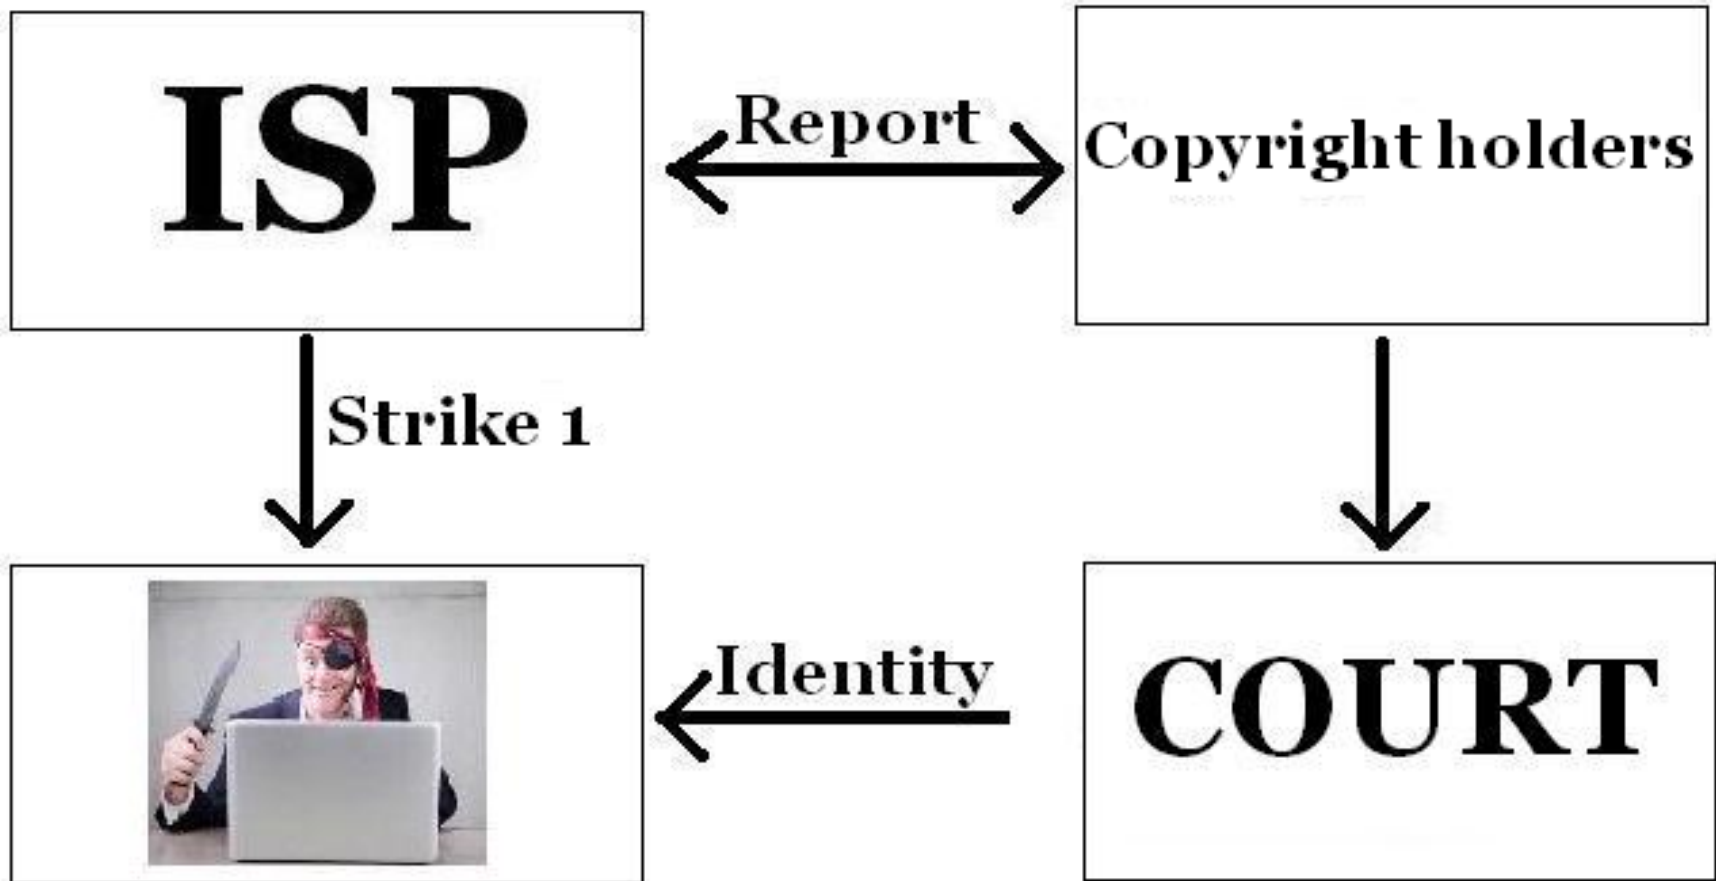 ISP
Report
Copyright holders
Strike 1
Identity
COURT